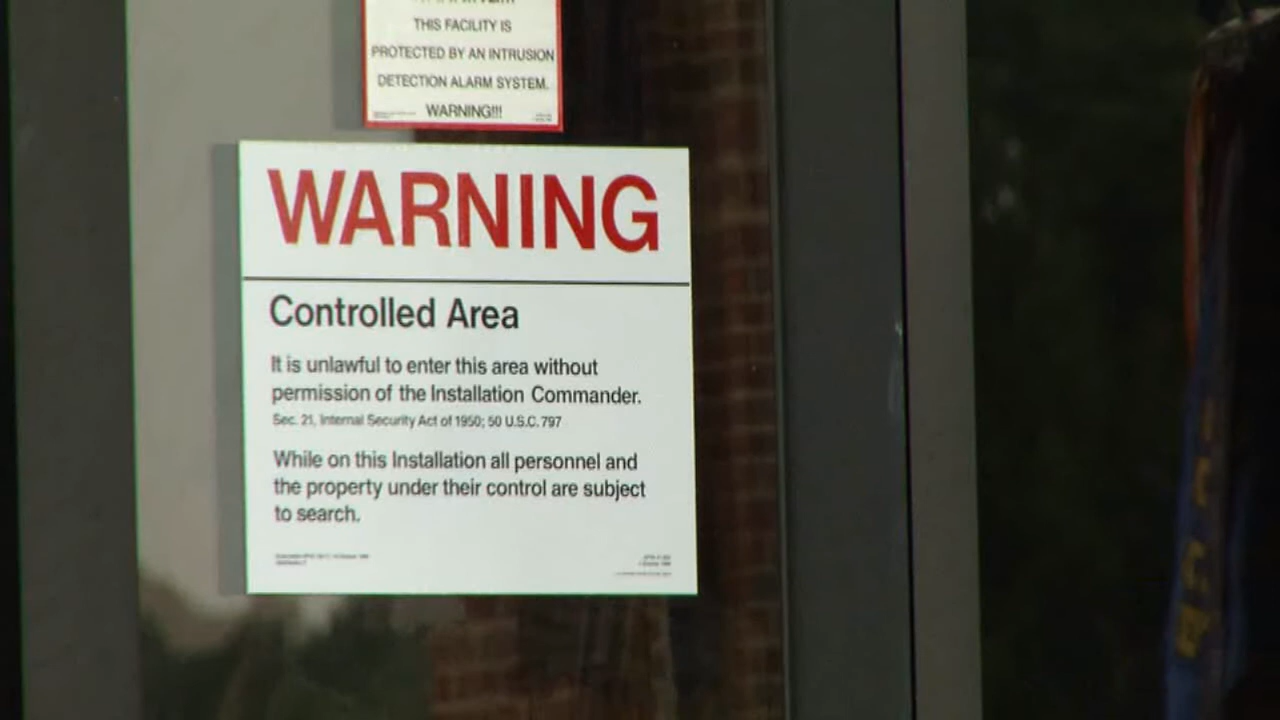 THIS FACILITY IS
PROTECTED BY AN INTRUSION
DETECTION ALARM SYSTEM.
WARNING!!!
WARNING
Controlled Area
It is unlawful to enter this area without
permission of the Installation Commander.
Sec. 21, Internal Security Act of 1950; 50 U.S.C. 797
While on this Installation all personnel and
the property under their control are subject
to search.